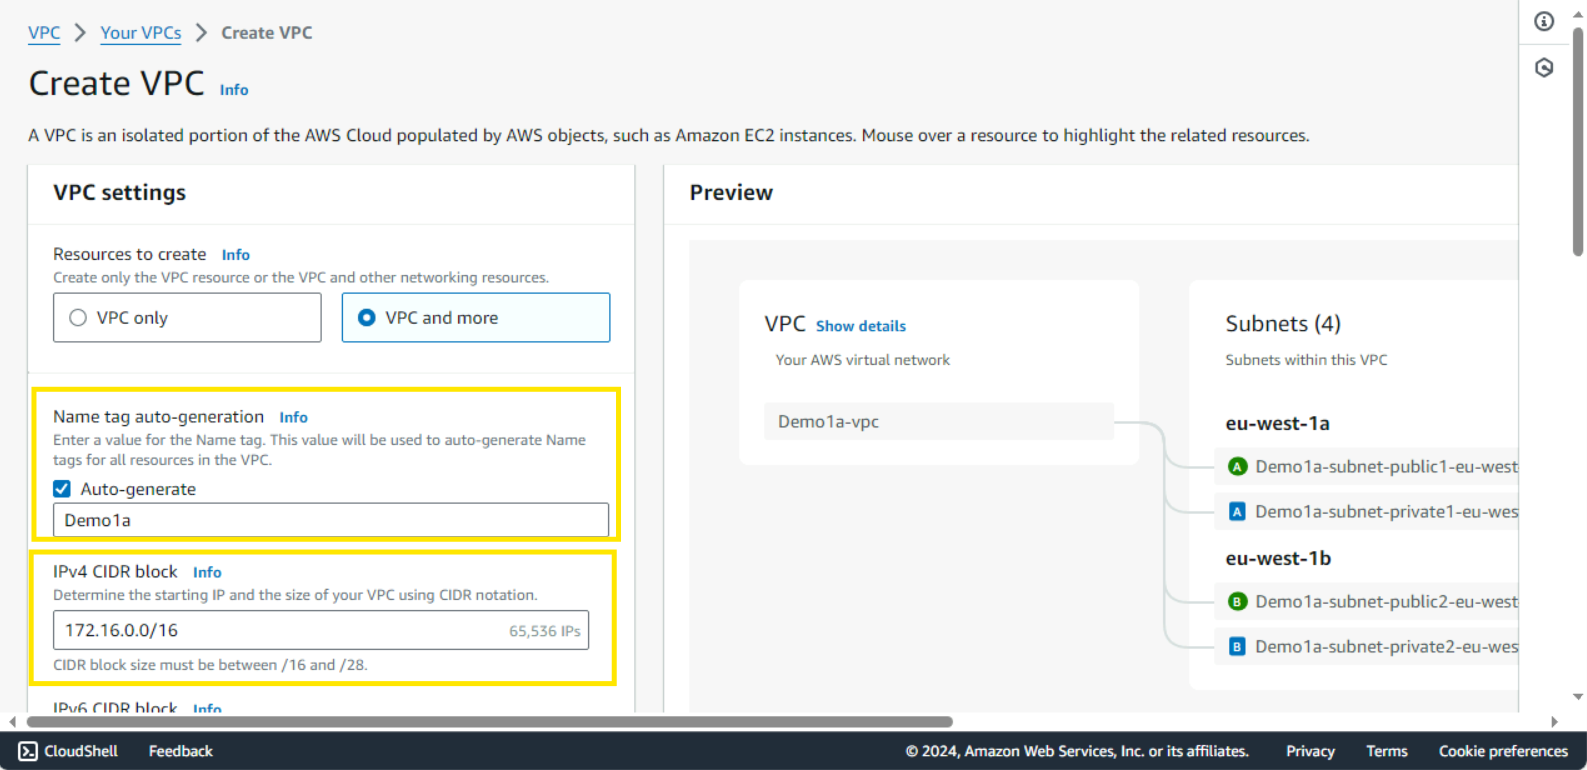 VPC > Your VPCs > Create VPC
Create VPC Info
A VPC is an isolated portion of the AWS Cloud populated by AWS objects, such as Amazon EC2 instances. Mouse over a resource to highlight the related resources.
VPC settings
Resources to create Info
Create only the VPC resource or the VPC and other networking resources.
VPC only
VPC and more
Name tag auto-generation Info
Enter a value for the Name tag. This value will be used to auto-generate Name
tags for all resources in the VPC.
Auto-generate
Demo1a
IPv4 CIDR block Info
Determine the starting IP and the size of your VPC using CIDR notation.
172.16.0.0/16 65,536 IPs
CIDR block size must be between /16 and /28.
IPv6 CIDR block Info
Preview
VPC Show details
Your AWS virtual network
Demo1a-vpc
Subnets (4)
Subnets within this VPC
eu-west-1a
A Demo1a-subnet-public1-eu-west
A Demo1a-subnet-private1-eu-wes
eu-west-1b
B Demo1a-subnet-public2-eu-west
B Demo1a-subnet-private2-eu-wes
CloudShell Feedback © 2024, Amazon Web Services, Inc. or its affiliates. Privacy Terms Cookie preferences